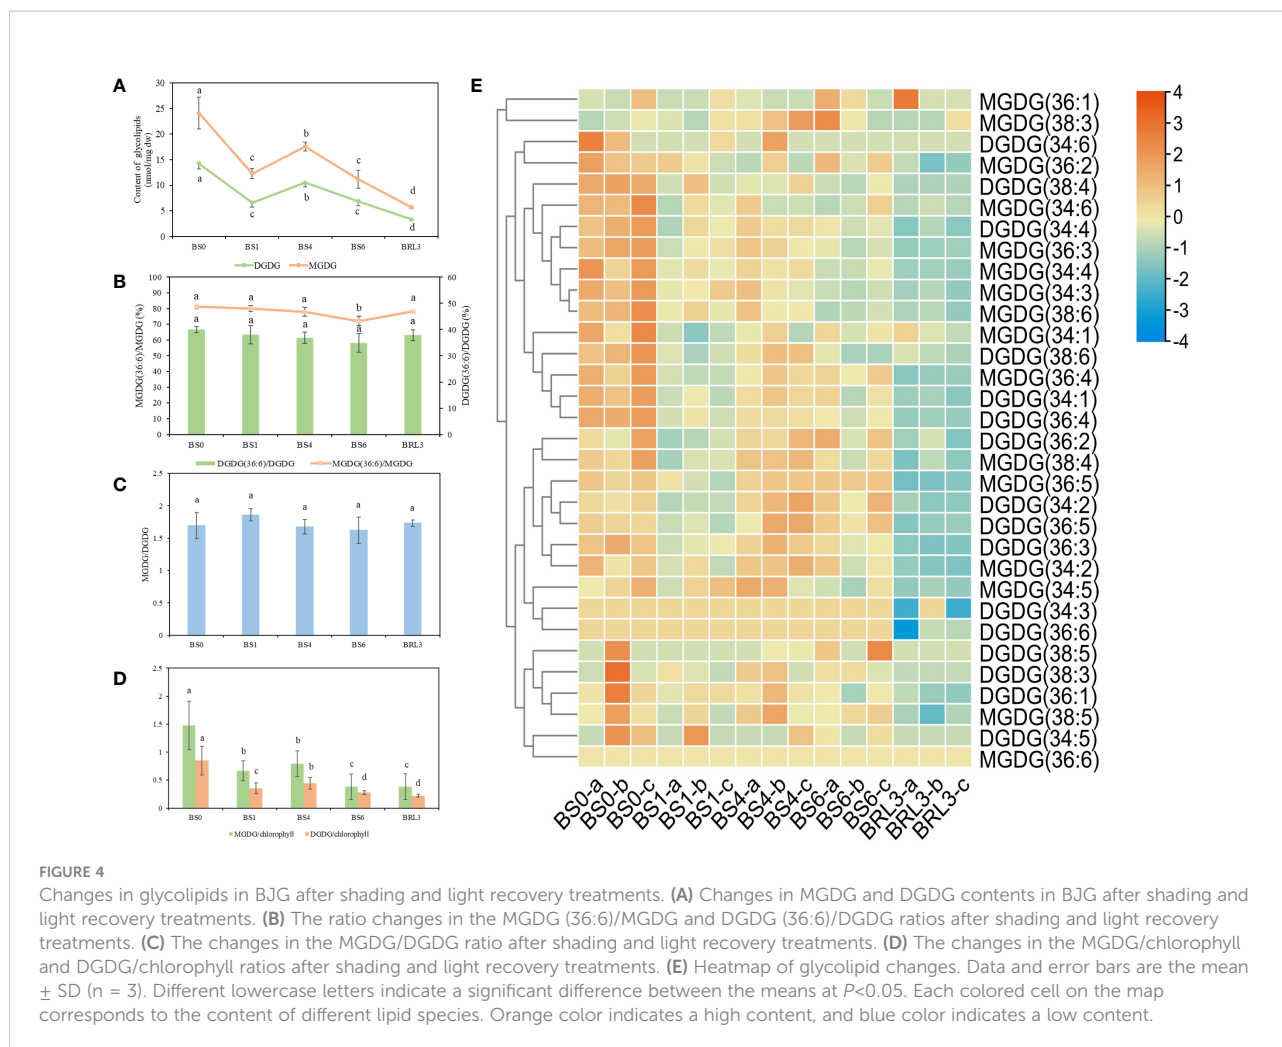 A
30
25
20
15
10
5
0
Content of glycolipids
(nmol/mg dw)
a
a
c
c
b
b
c
c
d
d
BS0 BS1 BS4 BS6 BRL3
DGDG MGDG
B
100
90
80
70
60
50
40
30
20
10
0
MGDG(36:6)/MGDG (%)
60
50
40
30
20
10
0
DGDG(36:6)/DGDG (%)
a a a b a
a a a a a
BS0 BS1 BS4 BS6 BRL3
DGDG(36:6)/DGDG MGDG(36:6)/MGDG
C
2.5
2
1.5
1
0.5
0
MGDG/DGDG
a a a a a
BS0 BS1 BS4 BS6 BRL3
D
2.5
2
1.5
1
0.5
0
a a b c b b c d c d
BS0 BS1 BS4 BS6 BRL3
MGDG/chlorophyll DGDG/chlorophyll
E
MGDG(36:1)
MGDG(38:3)
DGDG(34:6)
MGDG(36:2)
DGDG(38:4)
MGDG(34:6)
DGDG(34:4)
MGDG(36:3)
MGDG(34:4)
MGDG(34:3)
MGDG(38:6)
MGDG(34:1)
DGDG(38:6)
MGDG(36:4)
DGDG(34:1)
DGDG(36:4)
DGDG(36:2)
MGDG(38:4)
MGDG(36:5)
DGDG(34:2)
DGDG(36:5)
DGDG(36:3)
MGDG(34:2)
MGDG(34:5)
DGDG(34:3)
DGDG(36:6)
DGDG(38:5)
DGDG(38:3)
DGDG(36:1)
MGDG(38:5)
DGDG(34:5)
MGDG(36:6)
BS0-a BS0-b BS0-c BS1-a BS1-b BS1-c BS4-a BS4-b BS4-c BS6-a BS6-b BS6-c BRL3-a BRL3-b BRL3-c
4
3
2
1
0
-1
-2
-3
-4
FIGURE 4
Changes in glycolipids in BJG after shading and light recovery treatments. (A) Changes in MGDG and DGDG contents in BJG after shading and
light recovery treatments. (B) The ratio changes in the MGDG (36:6)/MGDG and DGDG (36:6)/DGDG ratios after shading and light recovery
treatments. (C) The changes in the MGDG/DGDG ratio after shading and light recovery treatments. (D) The changes in the MGDG/chlorophyll
and DGDG/chlorophyll ratios after shading and light recovery treatments. (E) Heatmap of glycolipid changes. Data and error bars are the mean
± SD (n = 3). Different lowercase letters indicate a significant difference between the means at P<0.05. Each colored cell on the map
corresponds to the content of different lipid species. Orange color indicates a high content, and blue color indicates a low content.